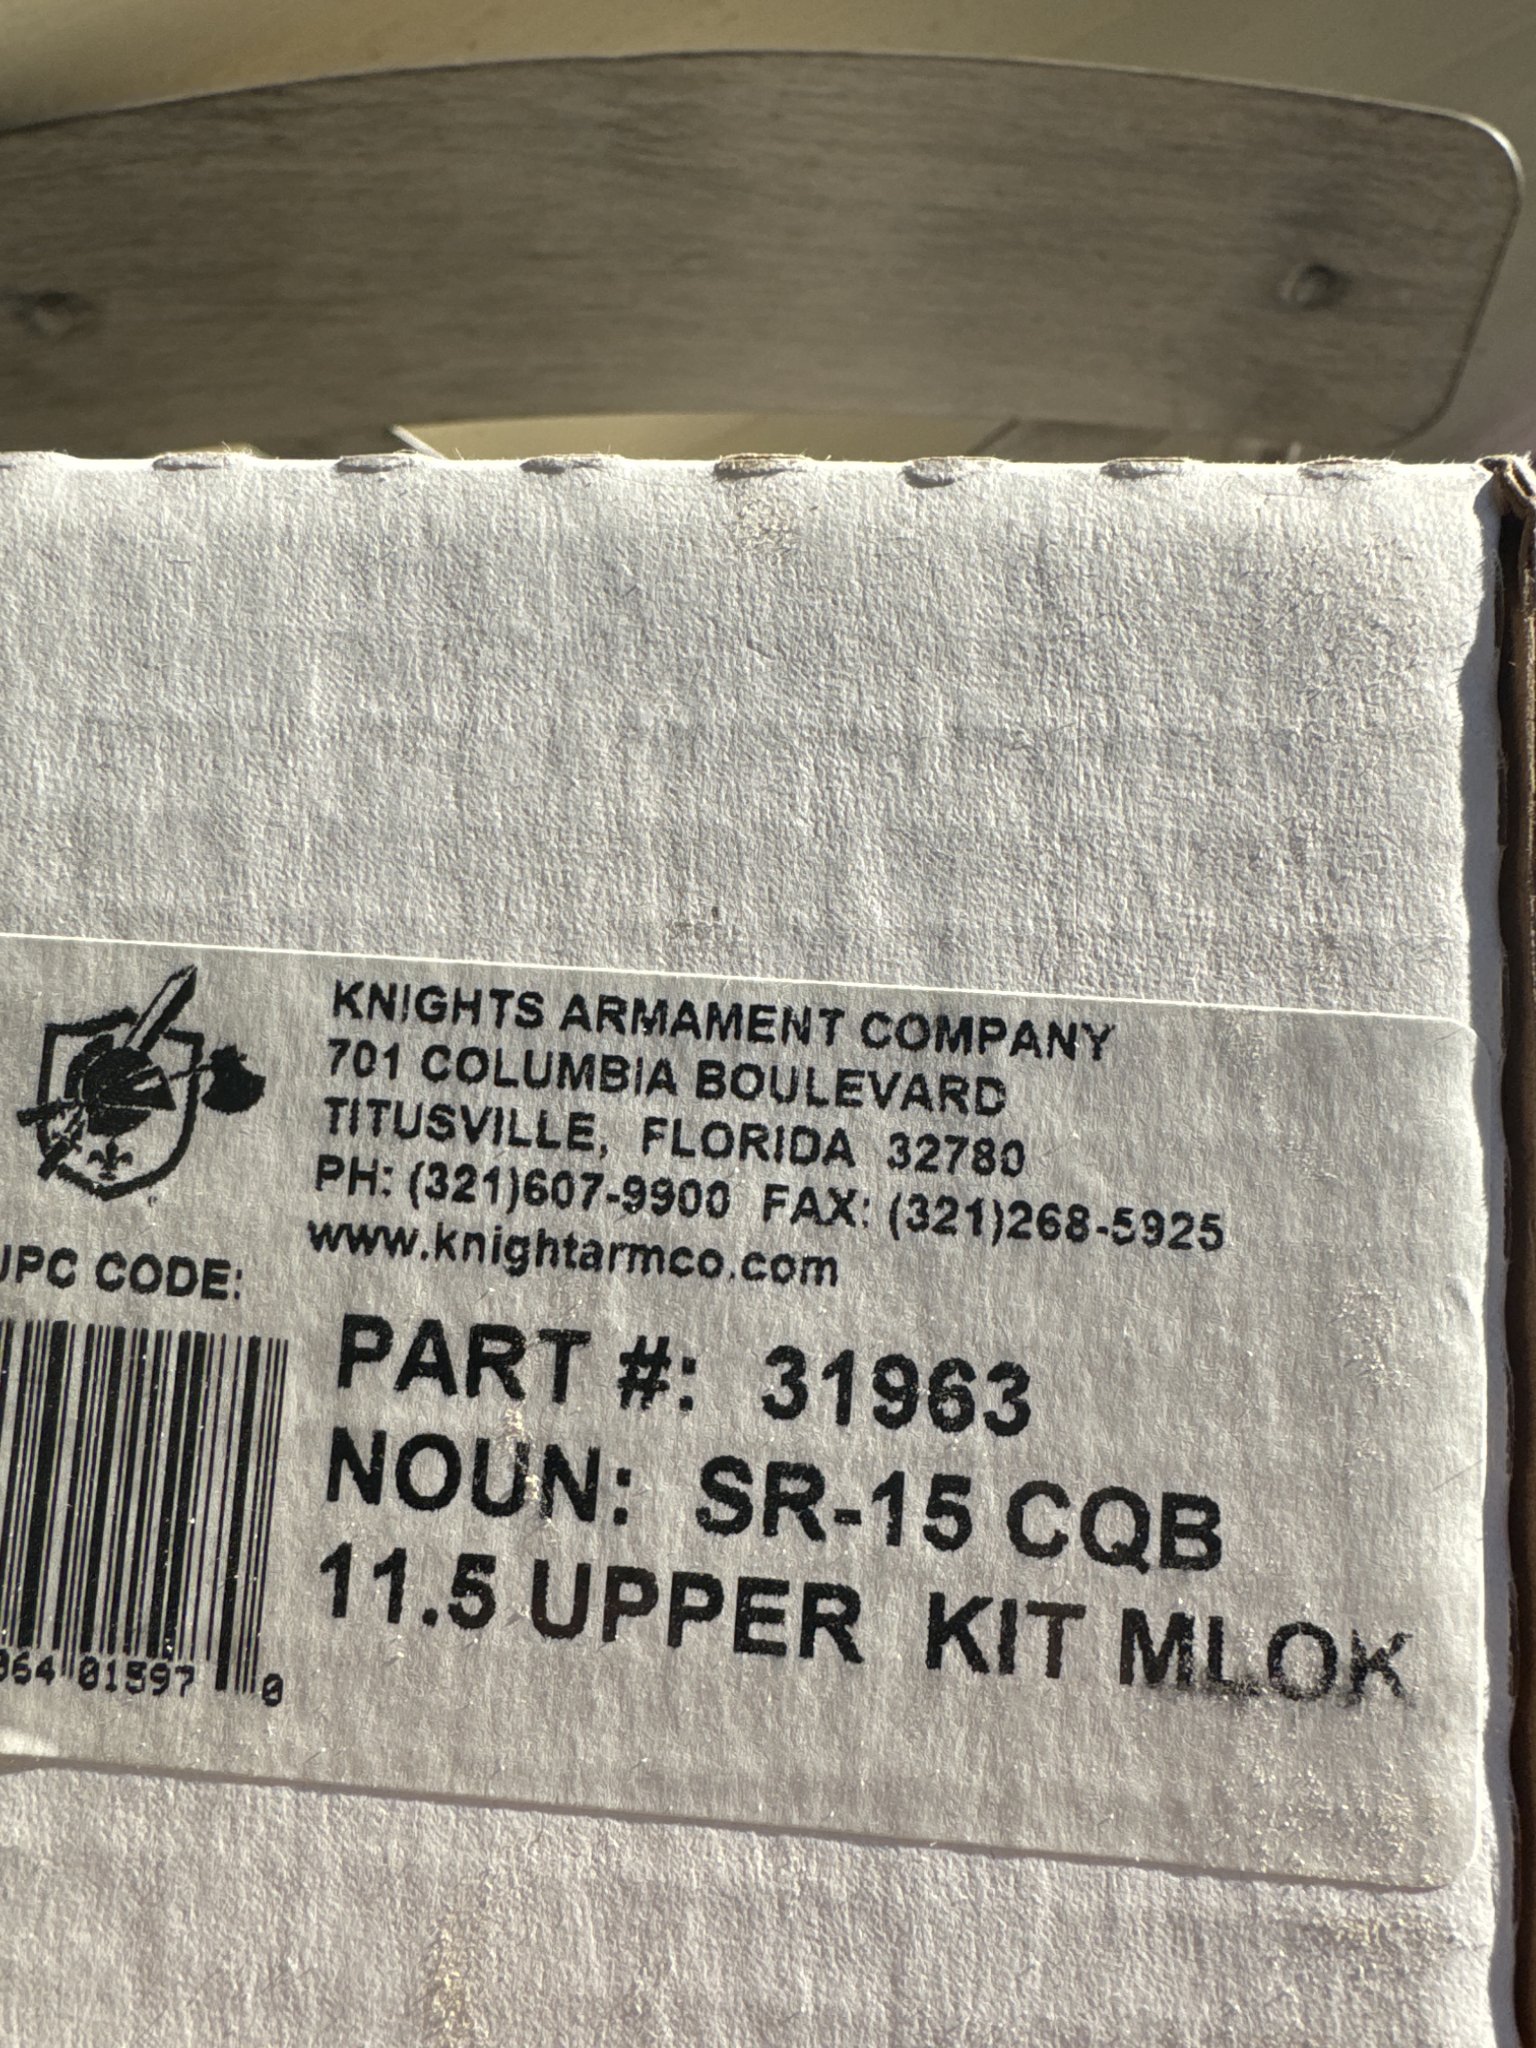 KNIGHTS ARMAMENT COMPANY
701 COLUMBIA BOULEVARD
TITUSVILLE, FLORIDA 32780
PH: (321)607-9900 FAX: (321)268-5925
www.knightarmco.com
UPC CODE:
PART #: 31963
NOUN: SR-15 CQB
11.5 UPPER KIT MLOK
64 01597 0